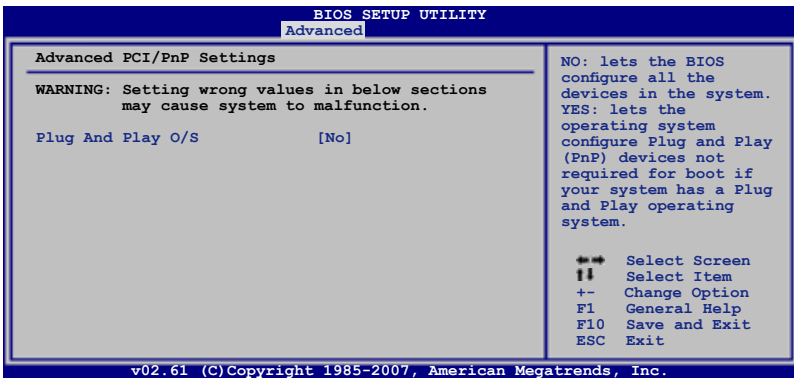 BIOS SETUP UTILITY
Advanced
Advanced PCI/PnP Settings
WARNING: Setting wrong values in below sections
may cause system to malfunction.
Plug And Play O/S [No]
NO: lets the BIOS
configure all the
devices in the system.
YES: lets the
operating system
configure Plug and Play
(PnP) devices not
required for boot if
your system has a Plug
and Play operating
system.
←→ Select Screen
↑↓ Select Item
+- Change Option
F1 General Help
F10 Save and Exit
ESC Exit
v02.61 (C)Copyright 1985-2007, American Megatrends, Inc.